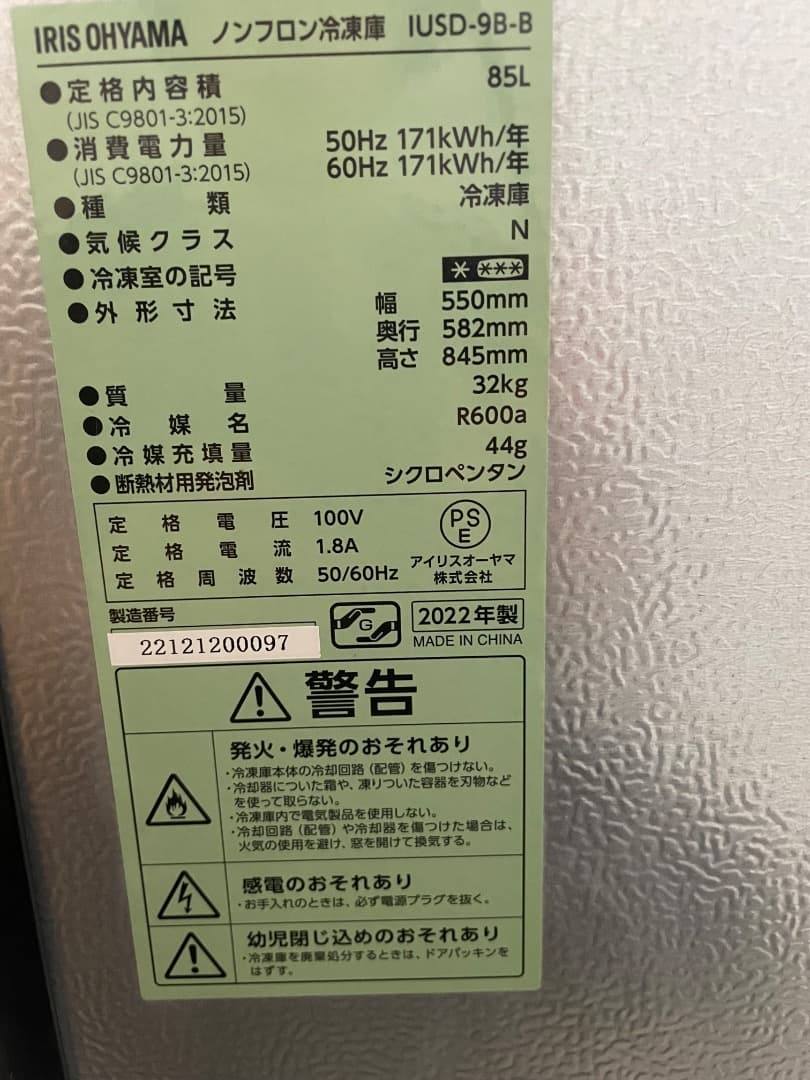 IRIS OHYAMA ノンフロン冷凍庫 IUSD-9B-B
●定格内容積 85L
(JIS C9801-3:2015)
●消費電力量 50Hz 171kWh/年
(JIS C9801-3:2015) 60Hz 171kWh/年
●種類 冷凍庫
●気候クラス N
●冷凍室の記号 * ***
●外形寸法 幅 550mm
奥行 582mm
高さ 845mm
●質量 32kg
●冷媒名 R600a
●冷媒充填量 44g
●断熱材用発泡剤 シクロペンタン
定格電圧 100V
定格電流 1.8A
定格周波数 50/60Hz
PS
E
アイリスオーヤマ
株式会社
製造番号
22121200097
G
2022年製
MADE IN CHINA
警告
発火・爆発のおそれあり
・冷凍庫本体の冷却回路（配管）を傷つけない。
・冷却器についた霜や、凍りついた容器を刃物など
を使って取らない。
・冷凍庫内で電気製品を使用しない。
・冷却回路（配管）や冷却器を傷つけた場合は、
火気の使用を避け、窓を開けて換気する。
感電のおそれあり
・お手入れのときは、必ず電源プラグを抜く。
幼児閉じ込めのおそれあり
・冷凍庫を廃棄処分するときは、ドアパッキンを
はずす。